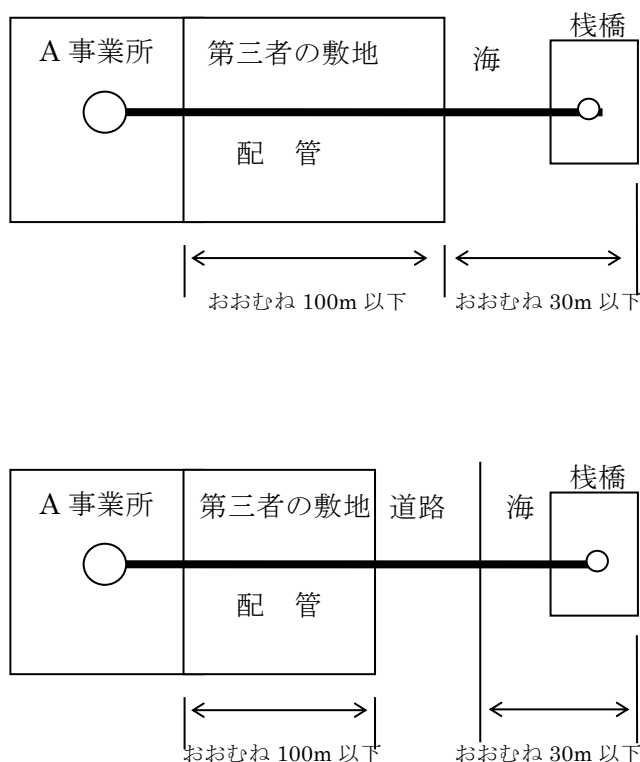 栈橋
A 事業所 第三者の敷地 海
配 管
おおむね 100m 以下 おおむね 30m 以下
栈橋
A 事業所 第三者の敷地 道路 海
配 管
おおむね 100m 以下 おおむね 30m 以下